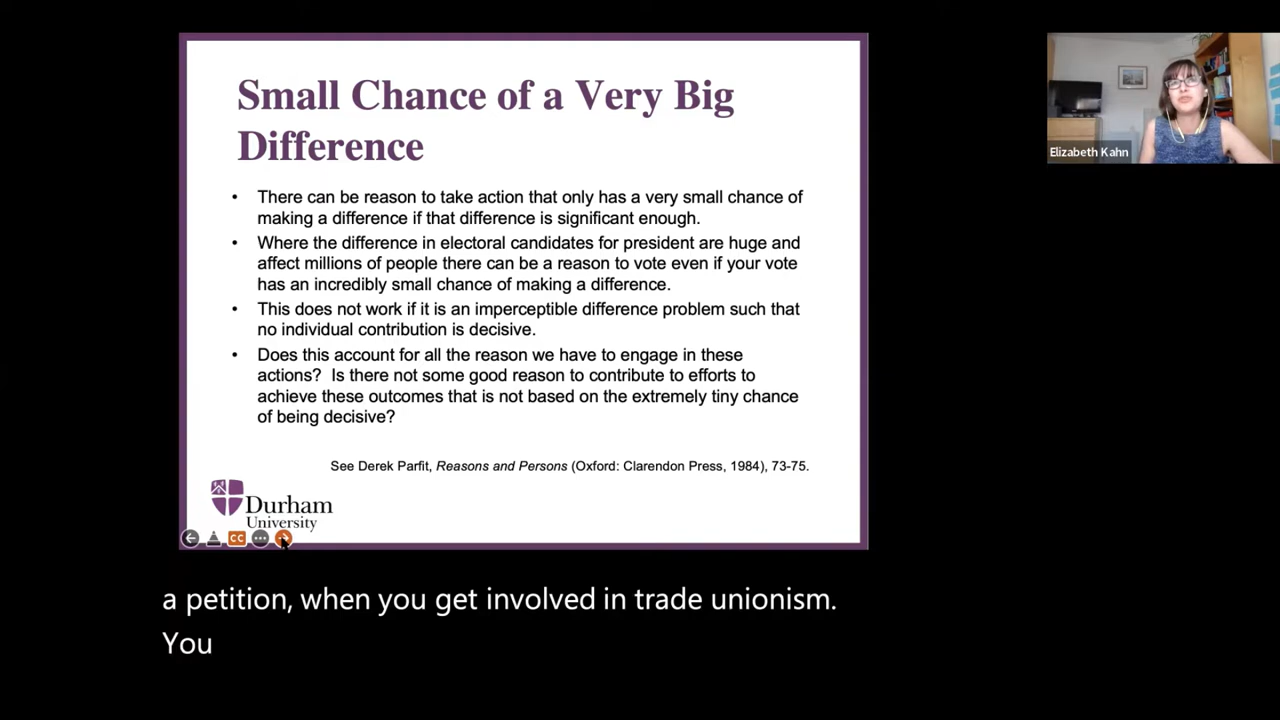 Small Chance of a Very Big
Difference
• There can be reason to take action that only has a very small chance of
making a difference if that difference is significant enough.
• Where the difference in electoral candidates for president are huge and
affect millions of people there can be a reason to vote even if your vote
has an incredibly small chance of making a difference.
• This does not work if it is an imperceptible difference problem such that
no individual contribution is decisive.
• Does this account for all the reason we have to engage in these
actions? Is there not some good reason to contribute to efforts to
achieve these outcomes that is not based on the extremely tiny chance
of being decisive?
See Derek Parfit, Reasons and Persons (Oxford: Clarendon Press, 1984), 73-75.
Durham
University
CC
Elizabeth Kahn
a petition, when you get involved in trade unionism.
You